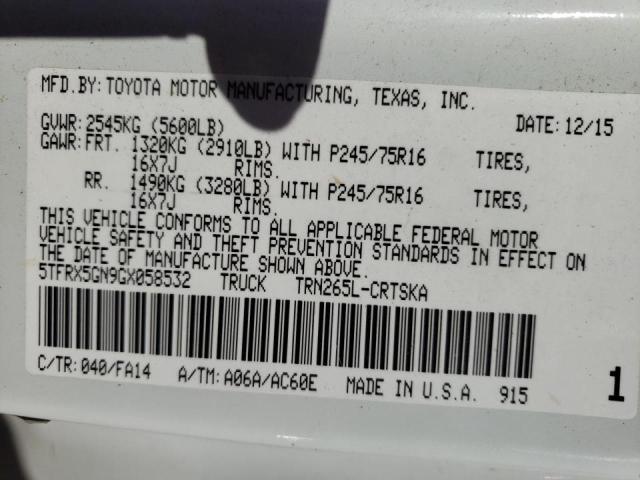 MFD.BY: TOYOTA MOTOR MANUFACTURING, TEXAS, INC.
GVWR: 2545KG (5600LB) DATE: 12/15
GAWR: FRT. 1320KG (2910LB) WITH P245/75R16 TIRES,
16X7J RIMS.
RR. 1490KG (3280LB) WITH P245/75R16 TIRES,
16X7J RIMS.
THIS VEHICLE CONFORMS TO ALL APPLICABLE FEDERAL MOTOR
VEHICLE SAFETY AND THEFT PREVENTION STANDARDS IN EFFECT ON
THE DATE OF MANUFACTURE SHOWN ABOVE.
5TFRX5GN9GX058532 TRUCK TRN265L-CRTSKA
C/TR: 040/FA14 A/TM: A06A/AC60E MADE IN U.S.A. 915 1